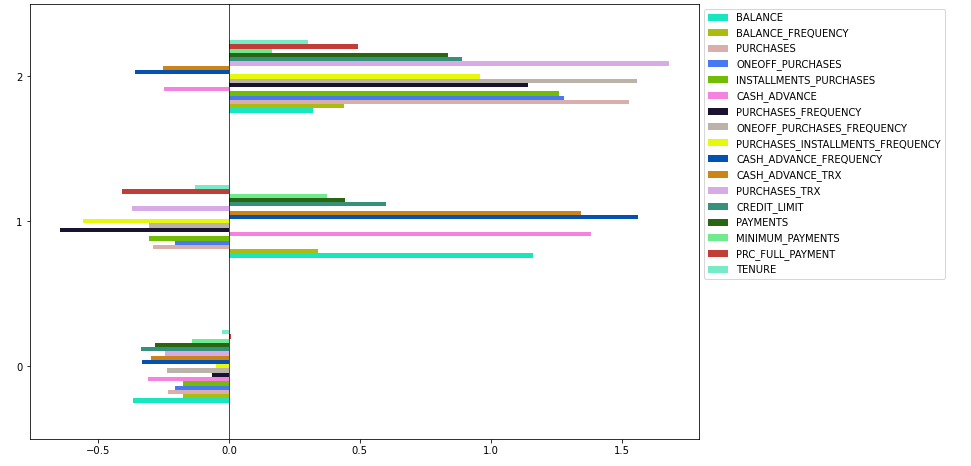 2
1
0
−0.5
0.0
0.5
1.0
1.5
BALANCE
BALANCE_FREQUENCY
PURCHASES
ONEOFF_PURCHASES
INSTALLMENTS_PURCHASES
CASH_ADVANCE
PURCHASES_FREQUENCY
ONEOFF_PURCHASES_FREQUENCY
PURCHASES_INSTALLMENTS_FREQUENCY
CASH_ADVANCE_FREQUENCY
CASH_ADVANCE_TRX
PURCHASES_TRX
CREDIT_LIMIT
PAYMENTS
MINIMUM_PAYMENTS
PRC_FULL_PAYMENT
TENURE